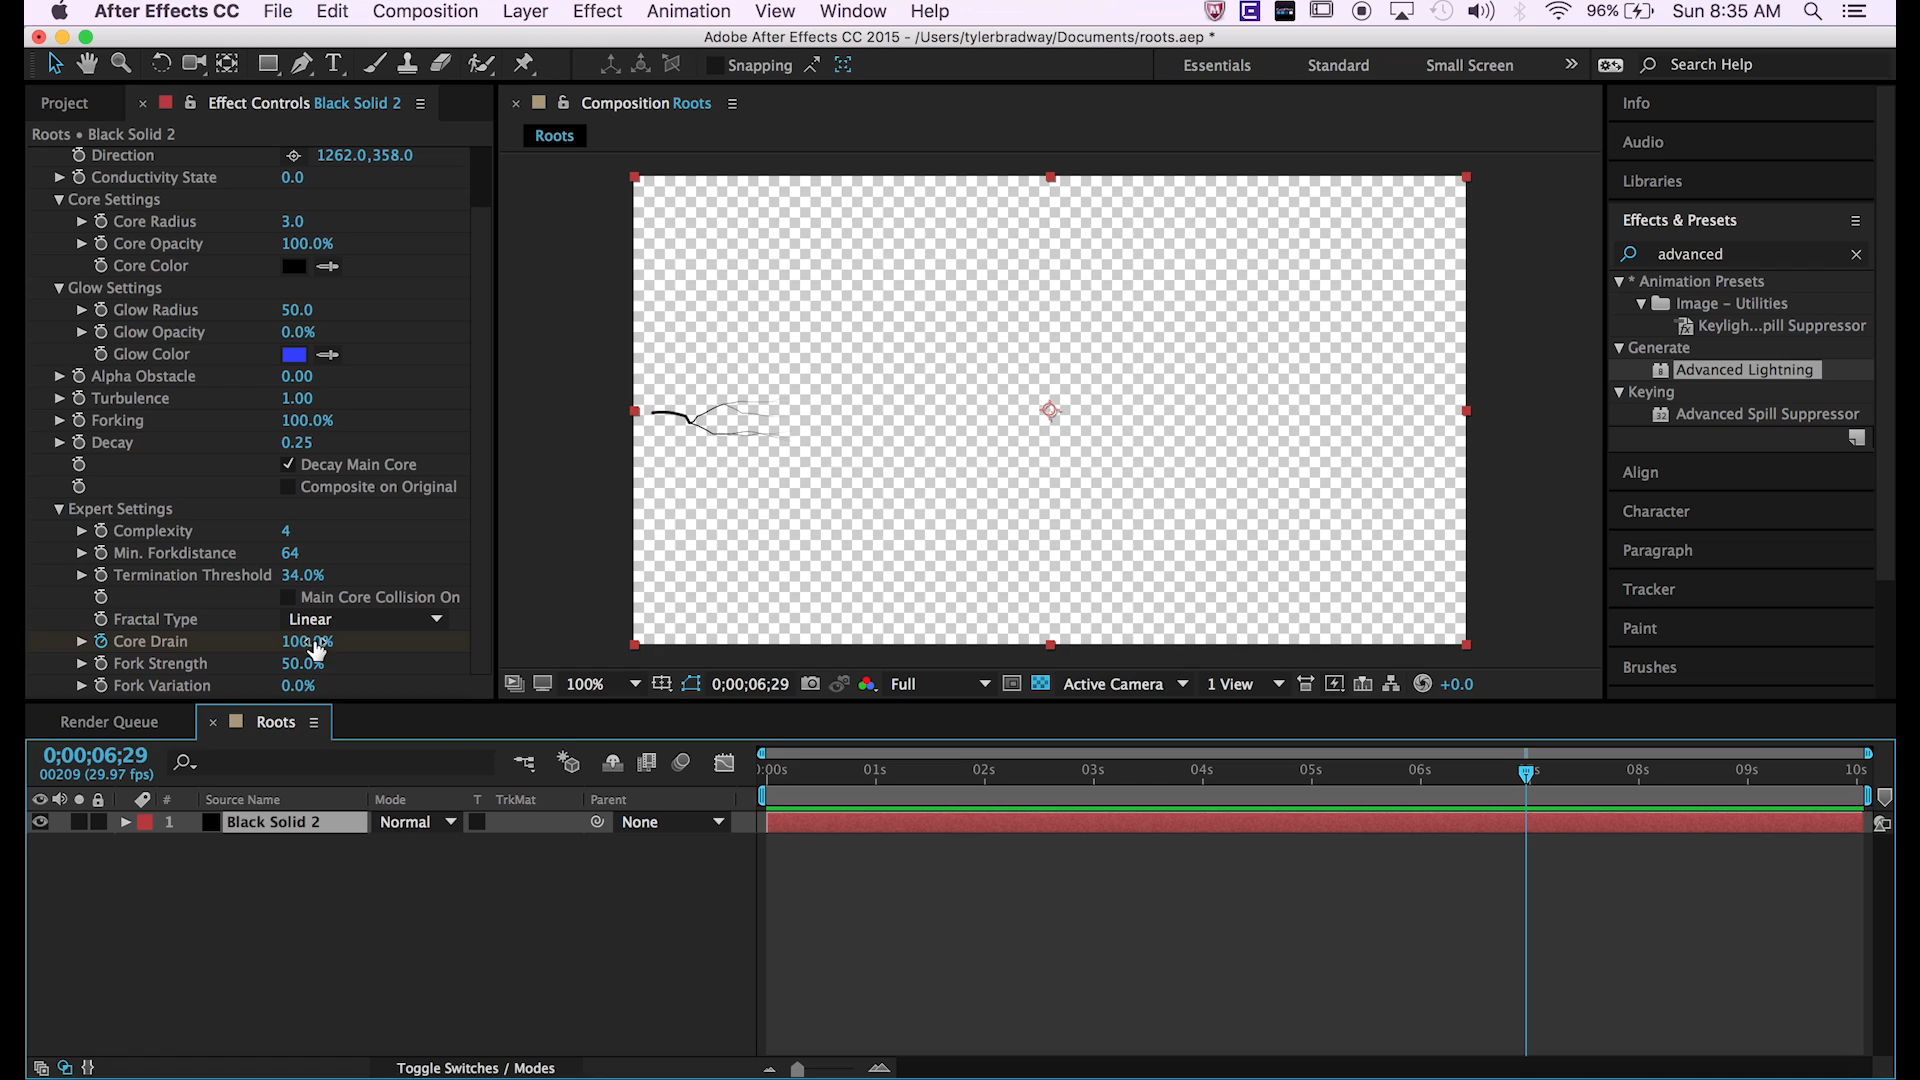 After Effects CC File Edit Composition Layer Effect Animation View Window Help 96% Sun 8:35 AM
Adobe After Effects CC 2015 - /Users/tylerbradway/Documents/roots.aep *
Snapping Essentials Standard Small Screen Search Help
Project Effect Controls Black Solid 2
Roots • Black Solid 2
Direction 1262.0,358.0
Conductivity State 0.0
Core Settings
Core Radius 3.0
Core Opacity 100.0%
Core Color
Glow Settings
Glow Radius 50.0
Glow Opacity 0.0%
Glow Color
Alpha Obstacle 0.00
Turbulence 1.00
Forking 100.0%
Decay 0.25
Decay Main Core
Composite on Original
Expert Settings
Complexity 4
Min. Forkdistance 64
Termination Threshold 34.0%
Main Core Collision On
Fractal Type Linear
Core Drain 100.0%
Fork Strength 50.0%
Fork Variation 0.0%
Composition Roots
Roots
100% 0;00;06;29 Full Active Camera 1 View +0.0
Info
Audio
Libraries
Effects & Presets
advanced
* Animation Presets
Image – Utilities
Keyligh...pill Suppressor
Generate
Advanced Lightning
Keying
Advanced Spill Suppressor
Align
Character
Paragraph
Tracker
Paint
Brushes
Render Queue Roots
0;00;06;29
00209 (29.97 fps)
:00s 01s 02s 03s 04s 05s 06s 08s 09s 10s
# Source Name Mode T TrkMat Parent
1 Black Solid 2 Normal None
Toggle Switches / Modes